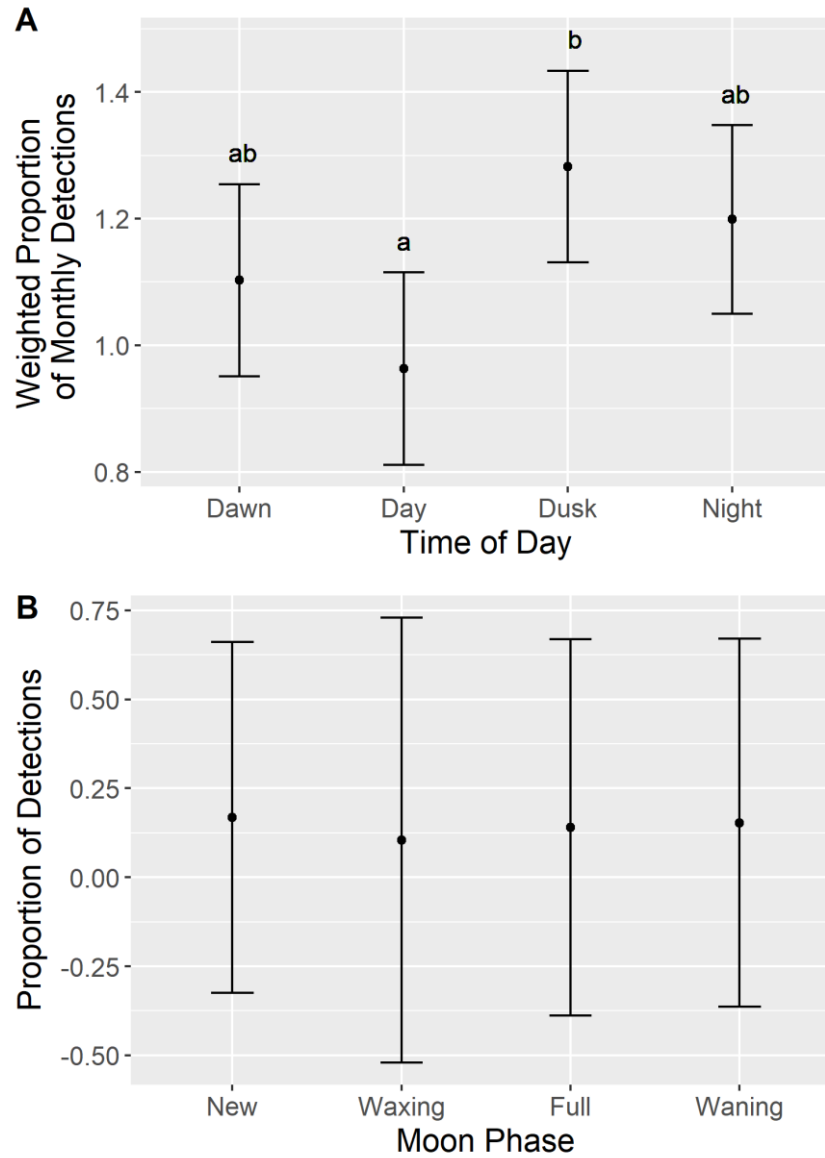 A
b
ab
ab
a
Weighted Proportion
of Monthly Detections
1.4
1.2
1.0
0.8
Dawn Day Dusk Night
Time of Day
B
Proportion of Detections
0.75
0.50
0.25
0.00
-0.25
-0.50
New Waxing Full Waning
Moon Phase